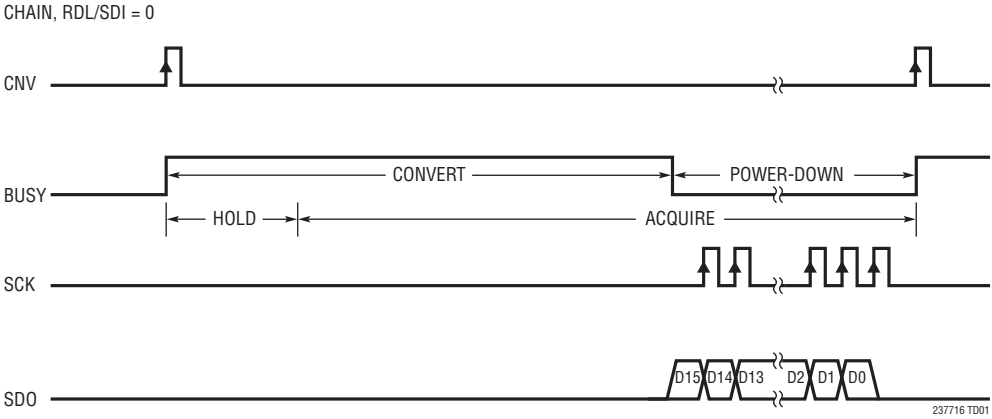 CHAIN, RDL/SDI = 0
CNV
BUSY
CONVERT
POWER-DOWN
HOLD
ACQUIRE
SCK
SDO
D15 D14 D13 D2 D1 D0
237716 TD01